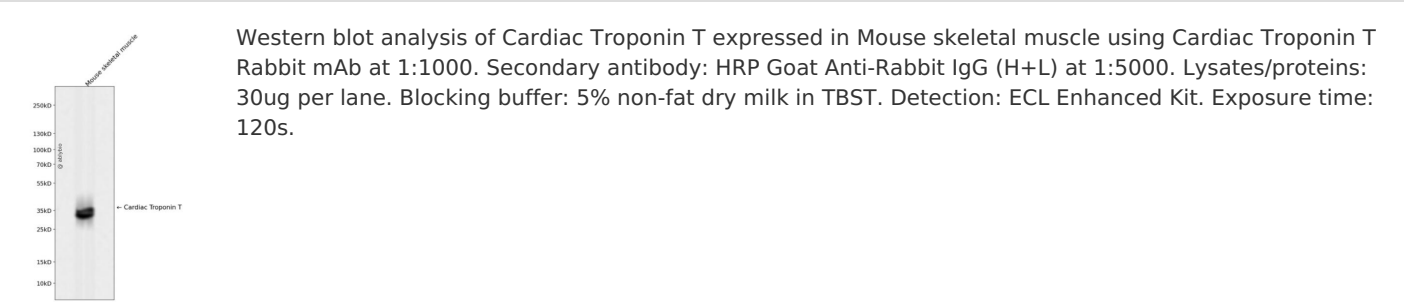 Mouse skeletal muscle
Western blot analysis of Cardiac Troponin T expressed in Mouse skeletal muscle using Cardiac Troponin T
Rabbit mAb at 1:1000. Secondary antibody: HRP Goat Anti-Rabbit IgG (H+L) at 1:5000. Lysates/proteins:
30ug per lane. Blocking buffer: 5% non-fat dry milk in TBST. Detection: ECL Enhanced Kit. Exposure time:
120s.
250kD
130kD
100kD
70kD
55kD
35kD
25kD
15kD
10kD
← Cardiac Troponin T